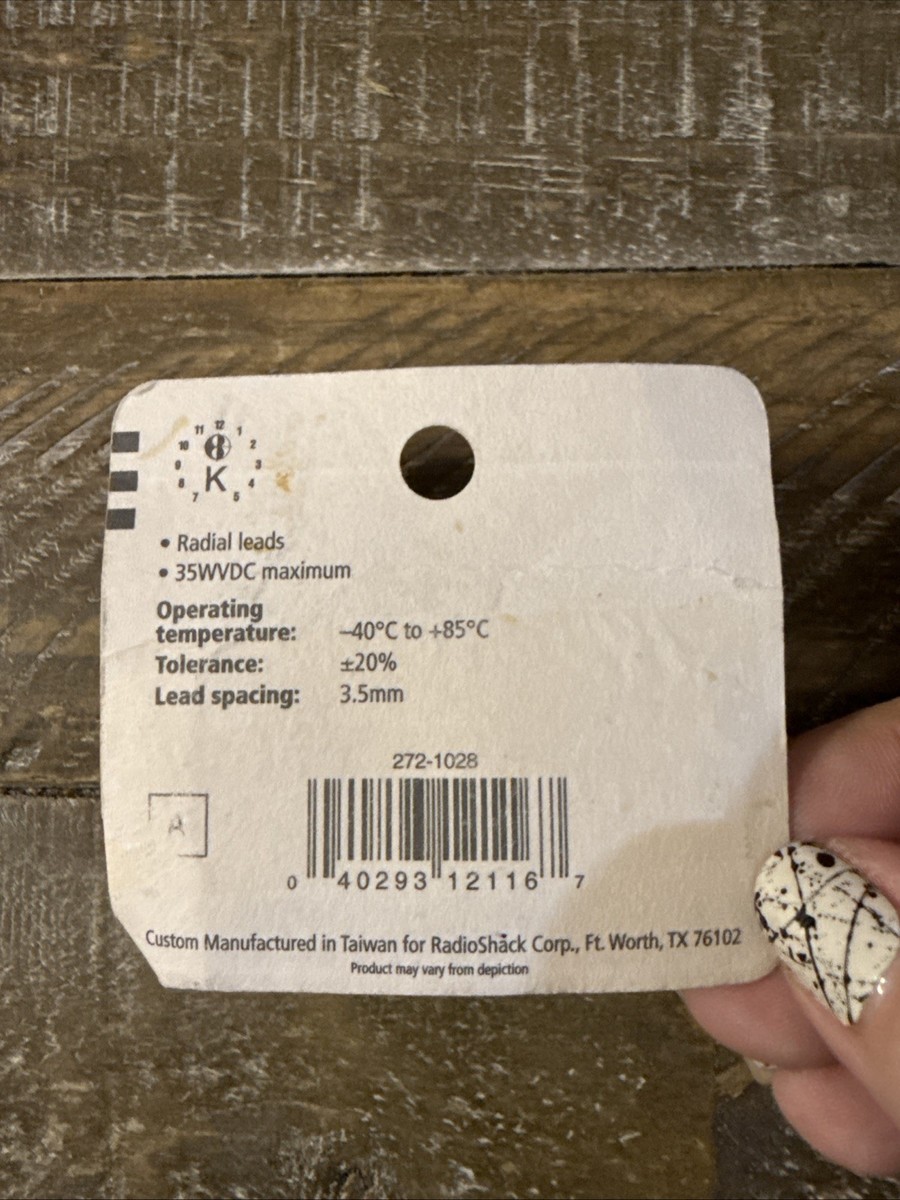 11 12 1
10 2
9 K 3
8 4
7 5
• Radial leads
• 35WVDC maximum
Operating
temperature: –40°C to +85°C
Tolerance: ±20%
Lead spacing: 3.5mm
272-1028
A
0 40293 12116 7
Custom Manufactured in Taiwan for RadioShack Corp., Ft. Worth, TX 76102
Product may vary from depiction